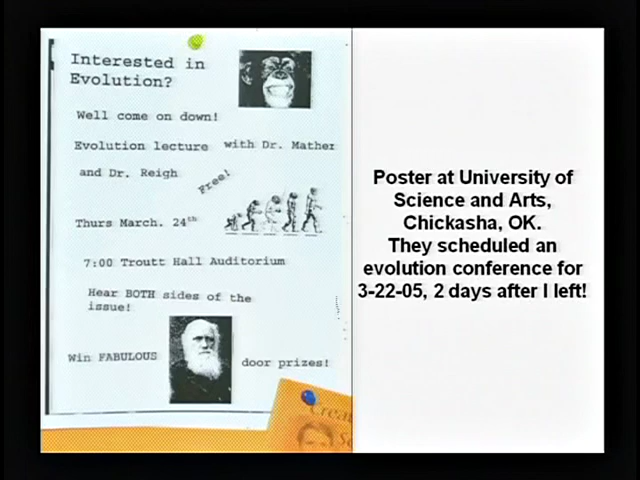 Interested in
Evolution?
Well come on down!
Evolution lecture with Dr. Mather
and Dr. Reigh
Free!
Thurs March. 24th
7:00 Troutt Hall Auditorium
Hear BOTH sides of the
issue!
Win FABULOUS door prizes!
Poster at University of
Science and Arts,
Chickasha, OK.
They scheduled an
evolution conference for
3-22-05, 2 days after I left!